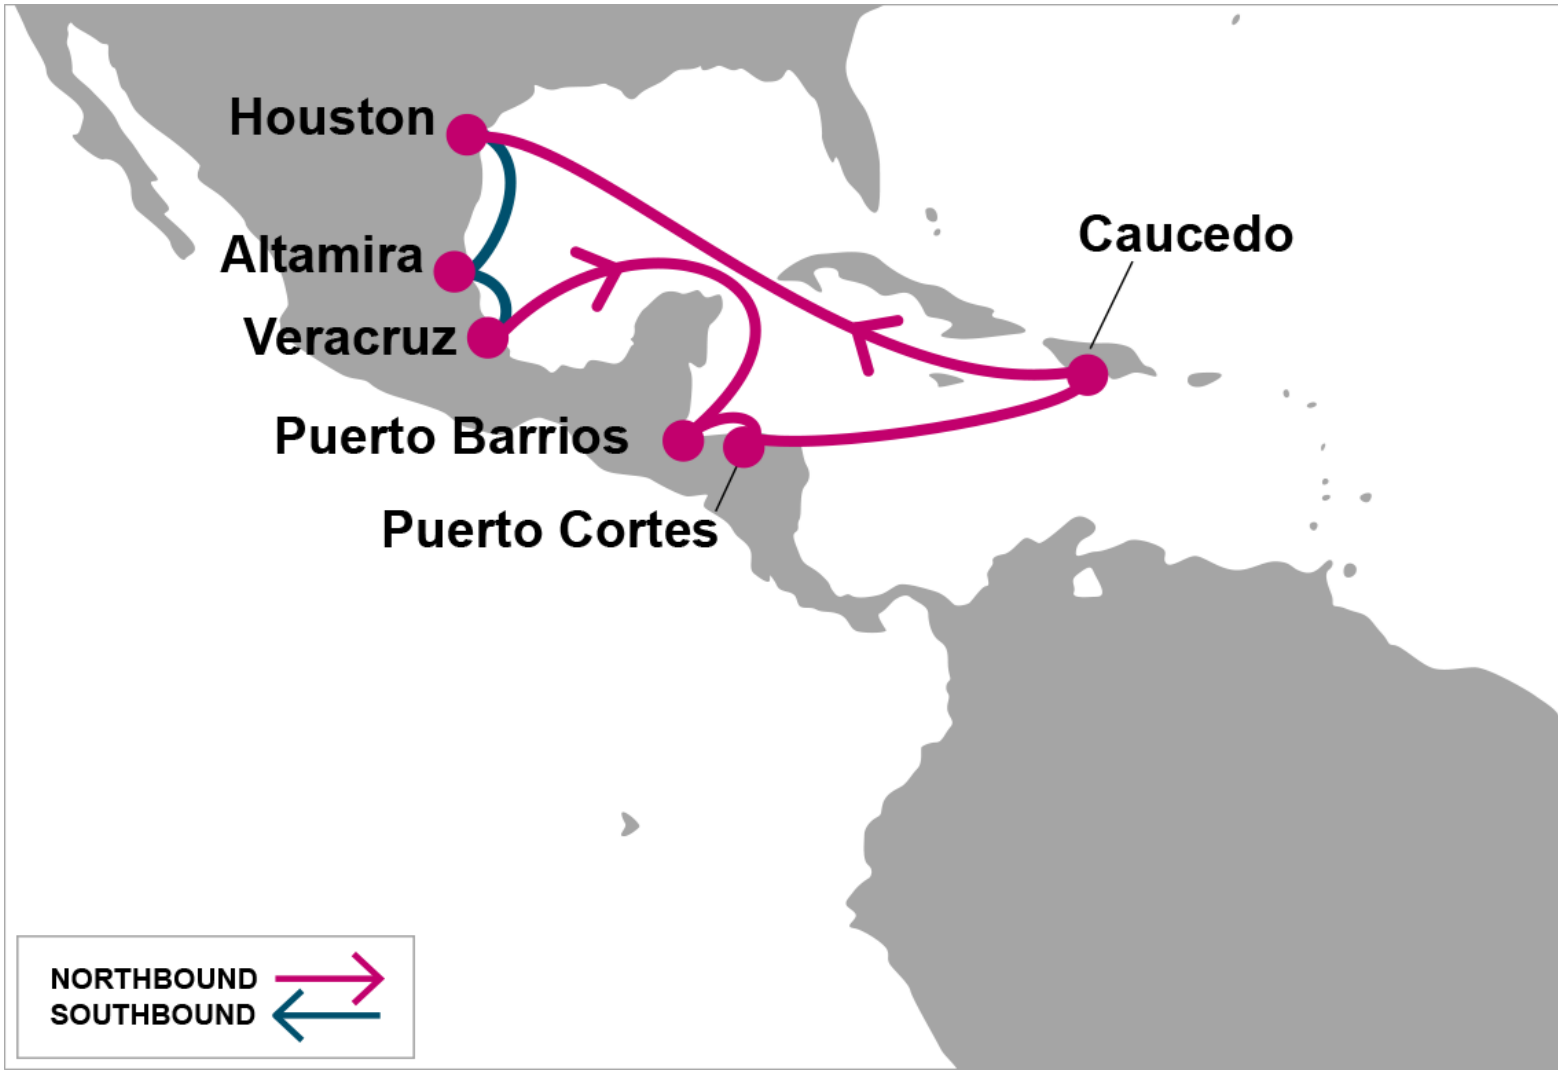 Houston
Caucedo
Altamira
Veracruz
Puerto Barrios
Puerto Cortes
NORTHBOUND
SOUTHBOUND